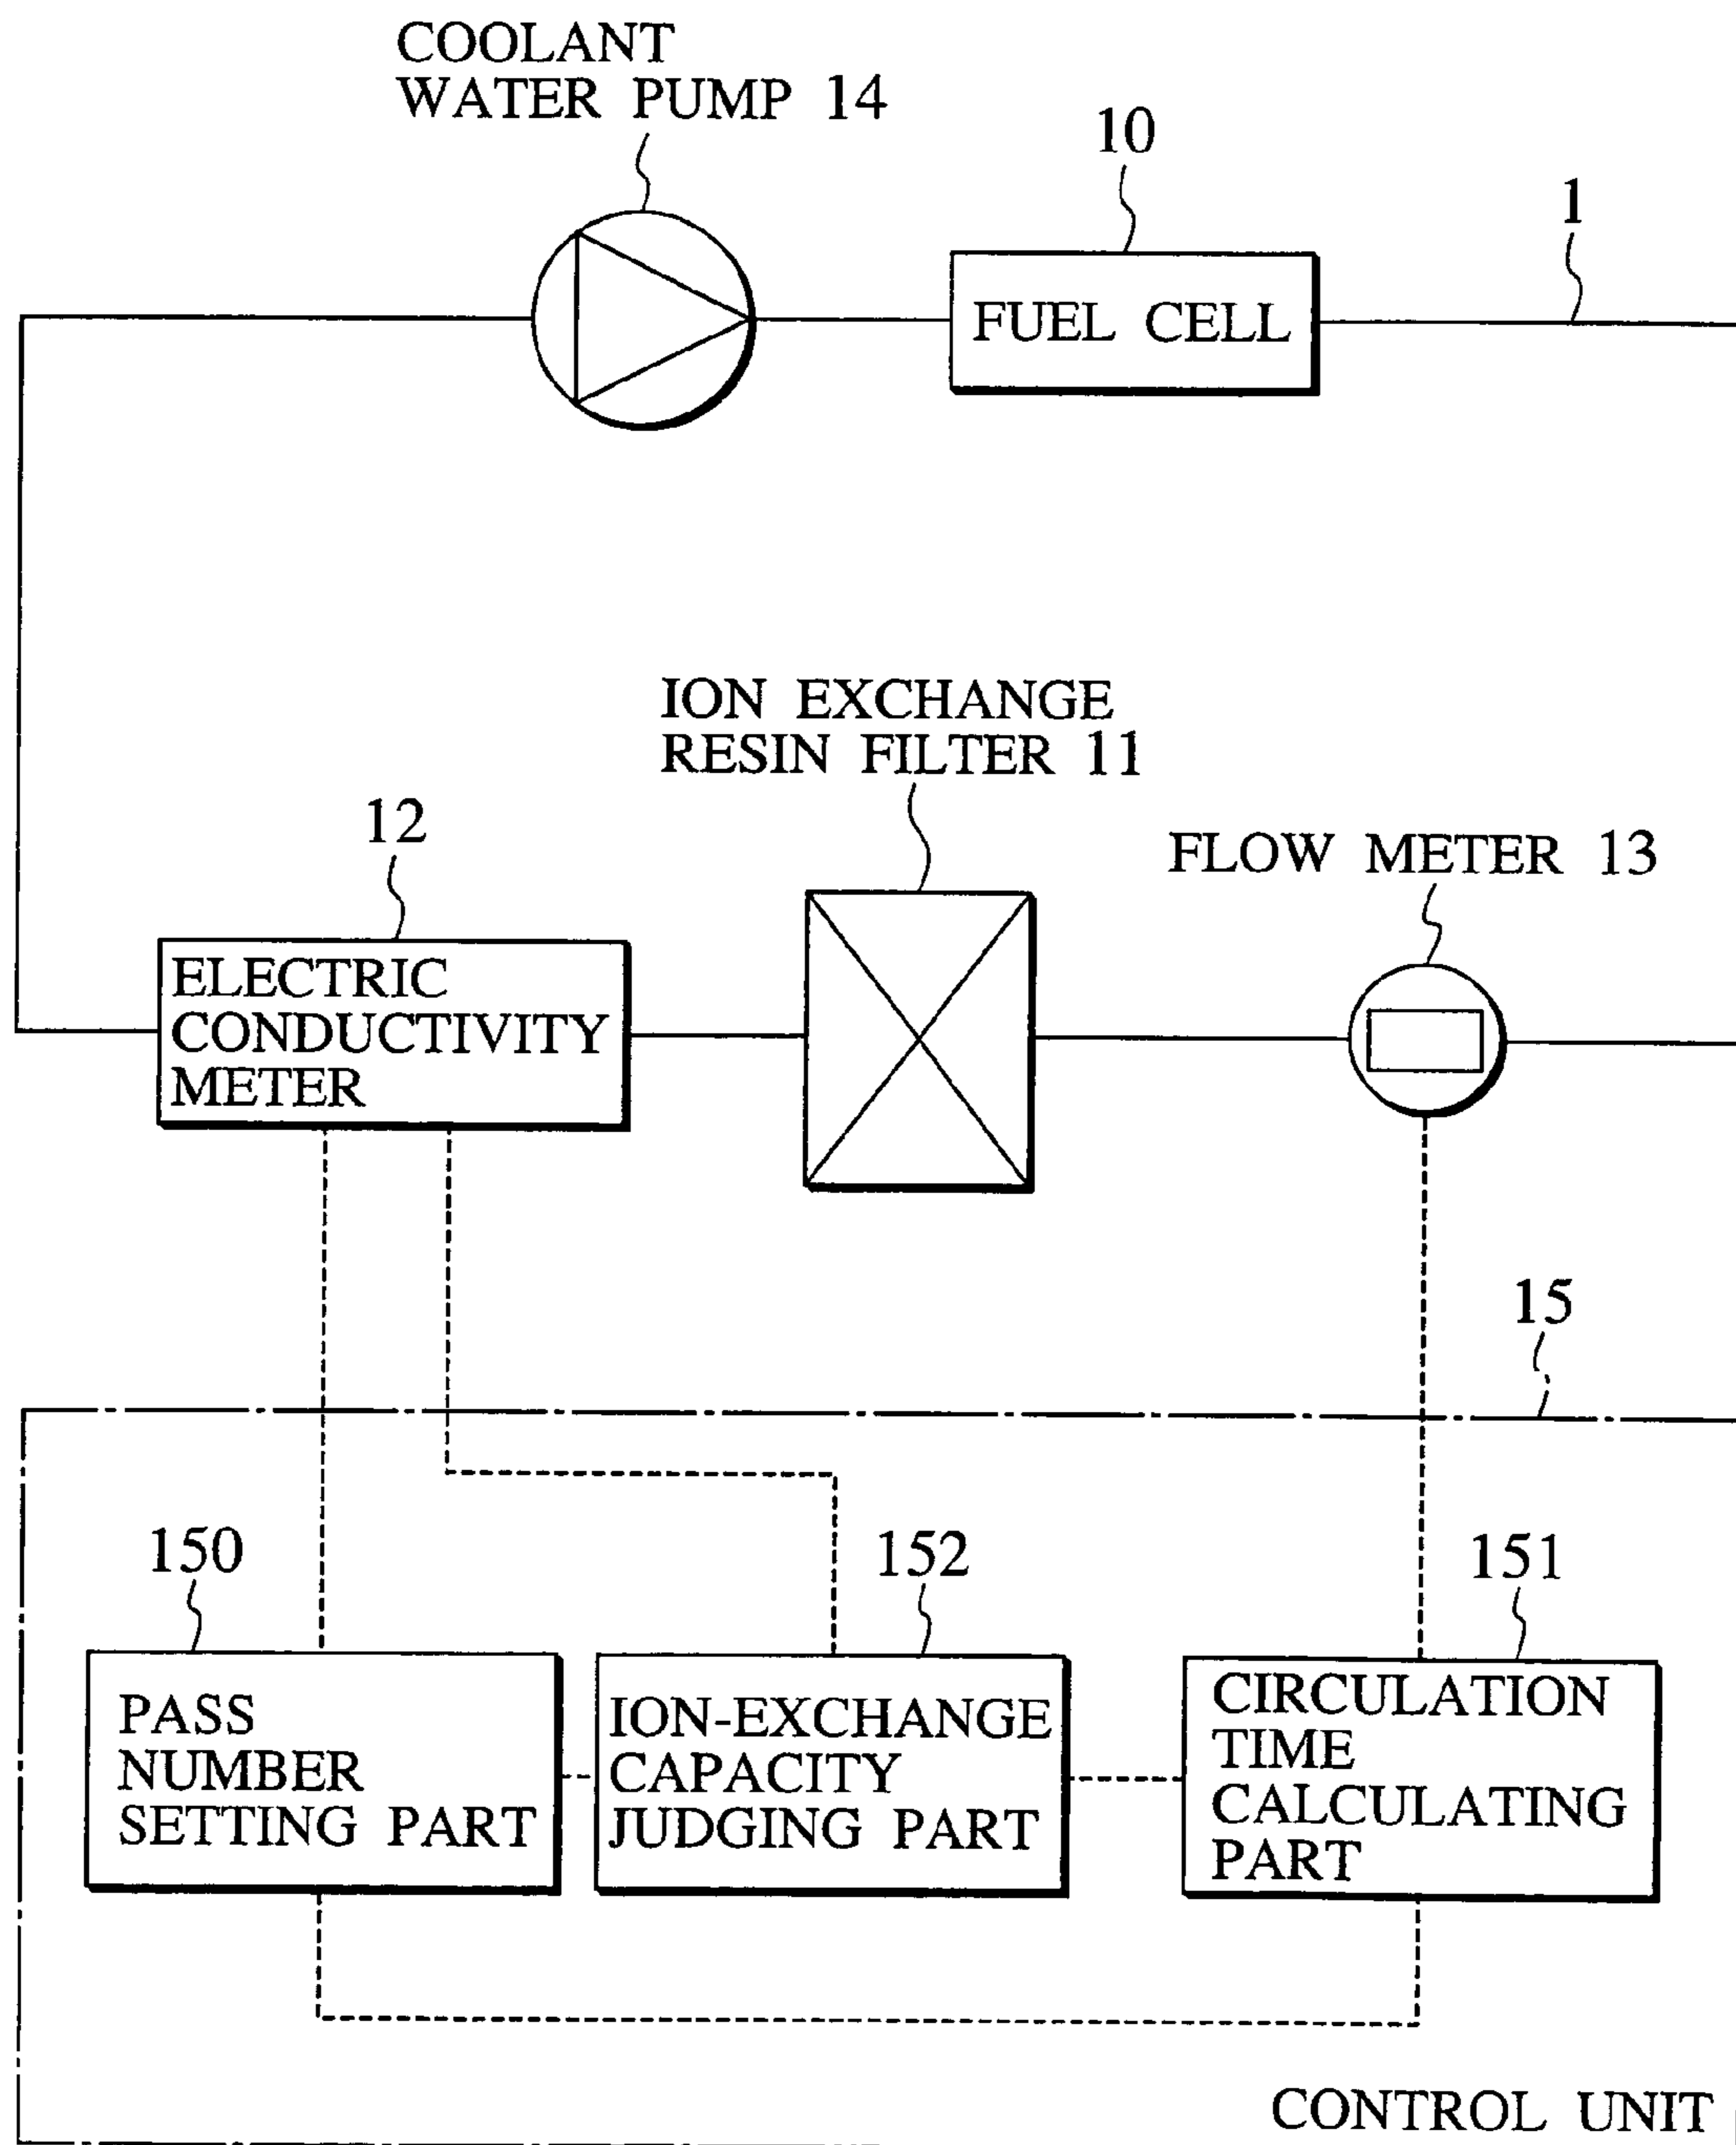 COOLANT
WATER PUMP 14
10
1
FUEL CELL
ION EXCHANGE
RESIN FILTER 11
12
FLOW METER 13
ELECTRIC
CONDUCTIVITY
METER
15
150
152
151
PASS
NUMBER
SETTING PART
ION-EXCHANGE
CAPACITY
JUDGING PART
CIRCULATION
TIME
CALCULATING
PART
CONTROL UNIT